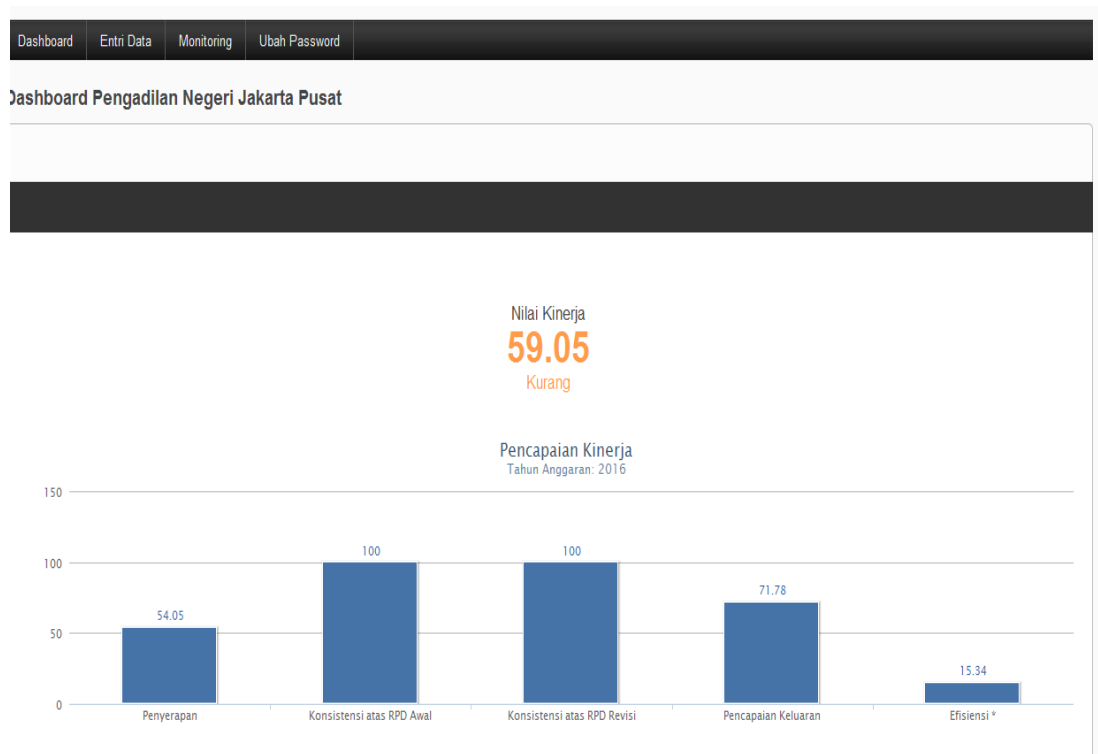 Dashboard Entri Data Monitoring Ubah Password
Dashboard Pengadilan Negeri Jakarta Pusat
Nilai Kinerja
59.05
Kurang
Pencapaian Kinerja
Tahun Anggaran: 2016
150
100
50
0
54.05
100
100
71.78
15.34
Penyerapan
Konsistensi atas RPD Awal
Konsistensi atas RPD Revisi
Pencapaian Keluaran
Efisiensi *